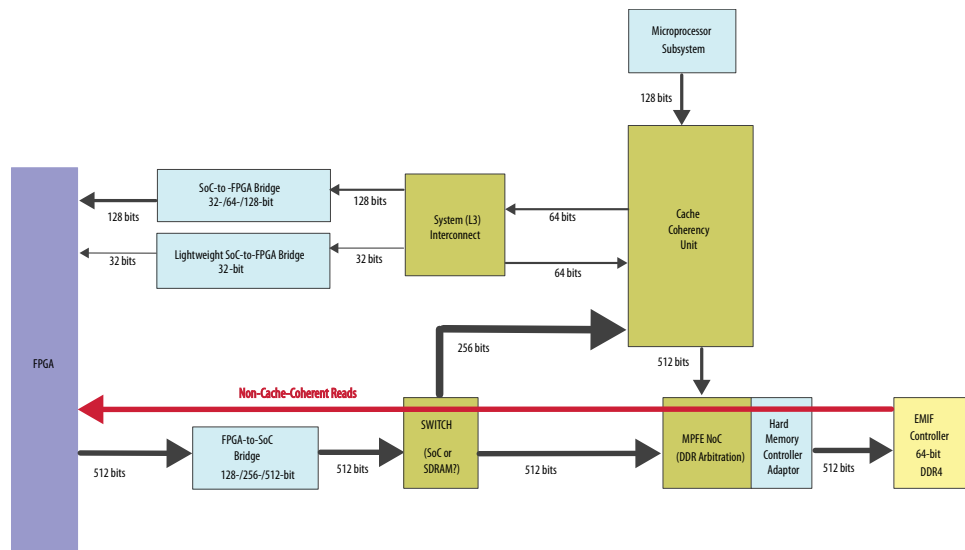 Microprocessor
Subsystem
128 bits
SoC-to -FPGA Bridge
32-/64-/128-bit
128 bits
128 bits
System (L3)
Interconnect
64 bits
Cache
Coherency
Unit
Lightweight SoC-to-FPGA Bridge
32-bit
32 bits
32 bits
64 bits
256 bits
512 bits
FPGA
Non-Cache-Coherent Reads
FPGA-to-SoC
Bridge
128-/256-/512-bit
512 bits
512 bits
SWITCH
(SoC or
SDRAM?)
512 bits
MPFE NoC
(DDR Arbitration)
Hard
Memory
Controller
Adaptor
512 bits
EMIF
Controller
64-bit
DDR4